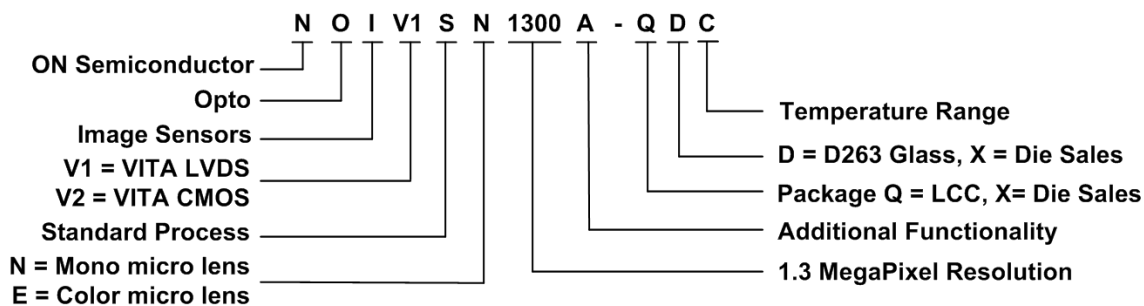 N O I V1 S N 1300 A - Q D C
ON Semiconductor
Opto
Image Sensors
V1 = VITA LVDS
V2 = VITA CMOS
Standard Process
N = Mono micro lens
E = Color micro lens
Temperature Range
D = D263 Glass, X = Die Sales
Package Q = LCC, X= Die Sales
Additional Functionality
1.3 MegaPixel Resolution